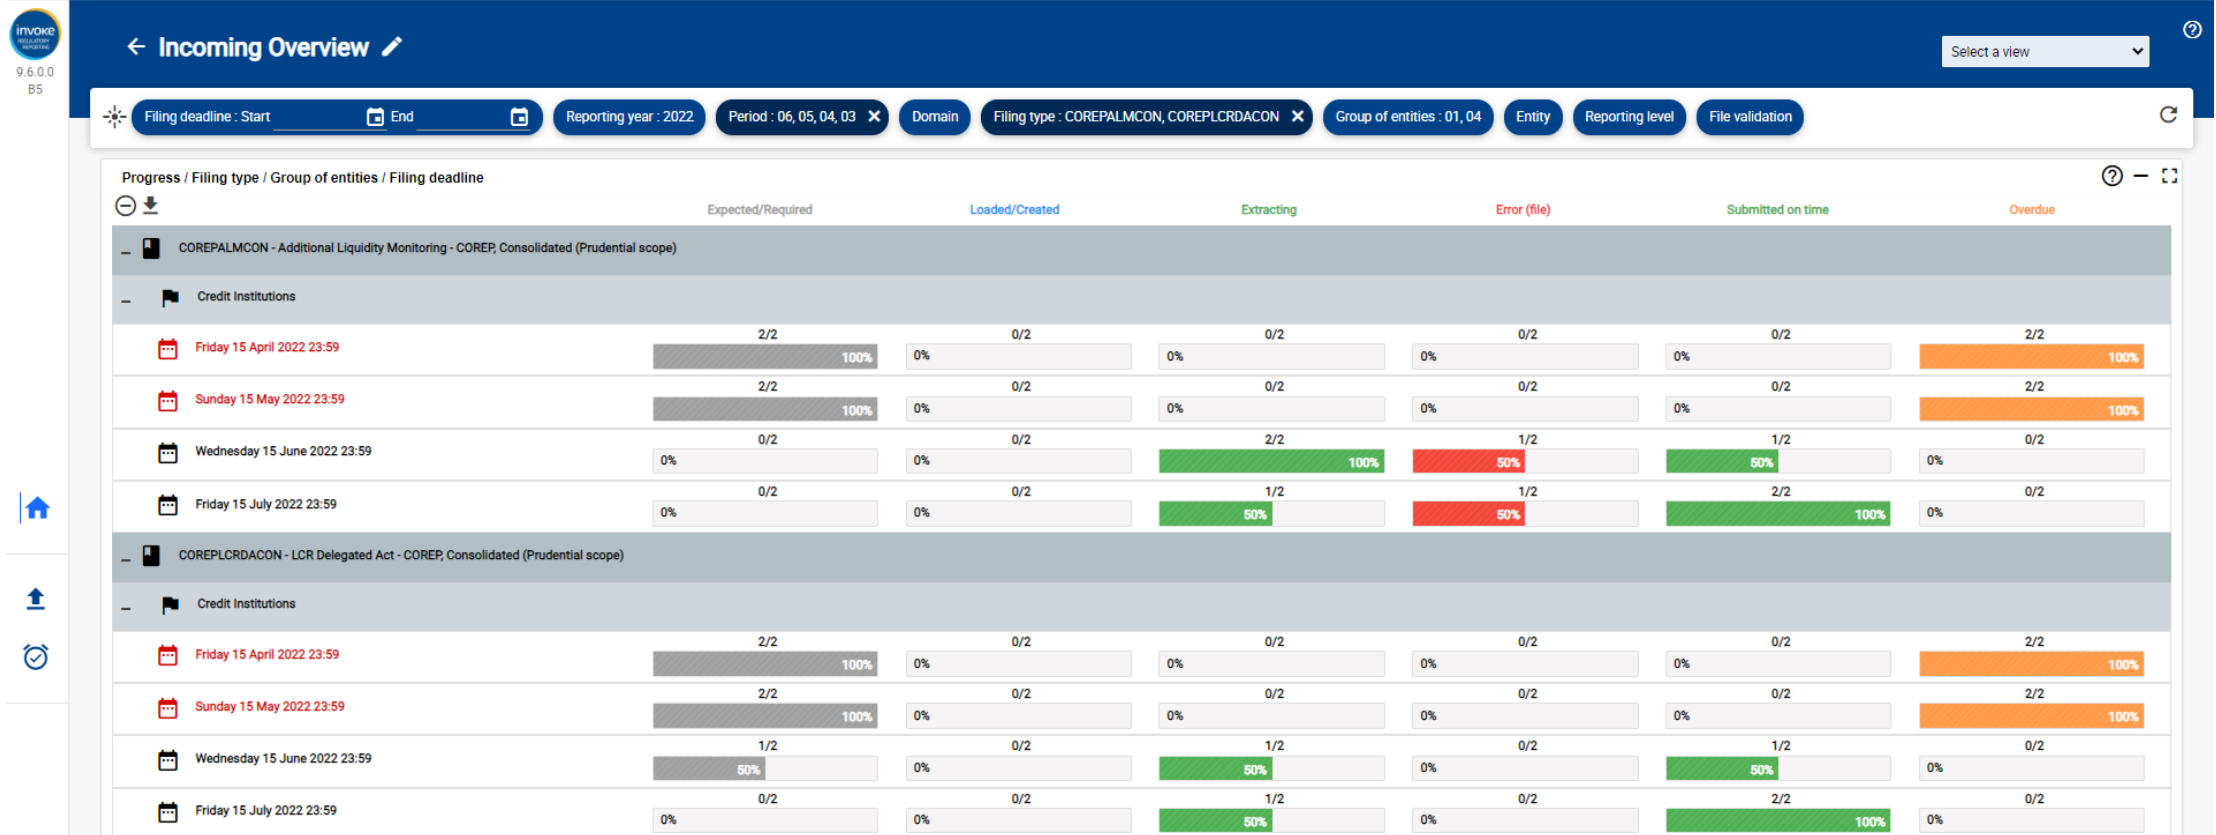 invoke
REGULATORY
REPORTING
9.6.0.0
B5
Incoming Overview
Select a view
Filing deadline : Start End
Reporting year : 2022
Period : 06, 05, 04, 03
Domain
Filing type : COREPALMCON, COREPLCRDACON
Group of entities : 01, 04
Entity
Reporting level
File validation
Progress / Filing type / Group of entities / Filing deadline
Expected/Required Loaded/Created Extracting Error (file) Submitted on time Overdue
COREPALMCON - Additional Liquidity Monitoring - COREP, Consolidated (Prudential scope)
Credit Institutions
Friday 15 April 2022 23:59
2/2 0/2 0/2 0/2 0/2 2/2
100% 0% 0% 0% 0% 100%
Sunday 15 May 2022 23:59
2/2 0/2 0/2 0/2 0/2 2/2
100% 0% 0% 0% 0% 100%
Wednesday 15 June 2022 23:59
0/2 0/2 2/2 1/2 1/2 0/2
0% 0% 100% 50% 50% 0%
Friday 15 July 2022 23:59
0/2 0/2 1/2 1/2 2/2 0/2
0% 0% 50% 50% 100% 0%
COREPLCRDACON - LCR Delegated Act - COREP, Consolidated (Prudential scope)
Credit Institutions
Friday 15 April 2022 23:59
2/2 0/2 0/2 0/2 0/2 2/2
100% 0% 0% 0% 0% 100%
Sunday 15 May 2022 23:59
2/2 0/2 0/2 0/2 0/2 2/2
100% 0% 0% 0% 0% 100%
Wednesday 15 June 2022 23:59
1/2 0/2 1/2 0/2 1/2 0/2
50% 0% 50% 0% 50% 0%
Friday 15 July 2022 23:59
0/2 0/2 1/2 0/2 2/2 0/2
0% 0% 50% 0% 100% 0%